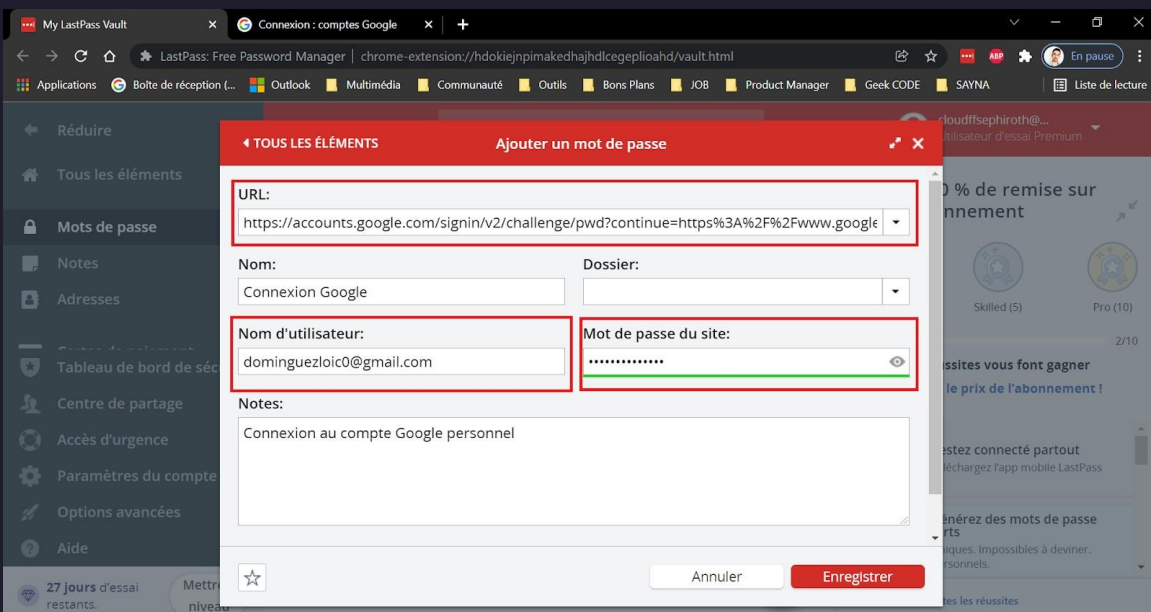 My LastPass Vault
Connexion : comptes Google
LastPass: Free Password Manager | chrome-extension://hdokiejnpimakedhajhdlcegeplioahd/vault.html
ABP
En pause
Applications
Boîte de réception (...
Outlook
Multimédia
Communauté
Outils
Bons Plans
JOB
Product Manager
Geek CODE
SAYNA
Liste de lecture
Réduire
Tous les éléments
Mots de passe
Notes
Adresses
Tableau de bord de séc
Centre de partage
Accès d'urgence
Paramètres du compte
Options avancées
Aide
27 jours d'essai
restants.
Mettre
niveau
TOUS LES ÉLÉMENTS
Ajouter un mot de passe
URL:
https://accounts.google.com/signin/v2/challenge/pwd?continue=https%3A%2F%2Fwww.google
Nom:
Connexion Google
Dossier:
Nom d'utilisateur:
dominguezloic0@gmail.com
Mot de passe du site:
••••••••••••••
Notes:
Connexion au compte Google personnel
Annuler
Enregistrer
cloudffsephiroth@...
Utilisateur d'essai Premium
0 % de remise sur
nnement
Skilled (5)
Pro (10)
2/10
ssites vous font gagner
le prix de l'abonnement !
estez connecté partout
léchargez l'app mobile LastPass
énérez des mots de passe
rts
iques. Impossibles à deviner.
rsonnels.
tes les réussites